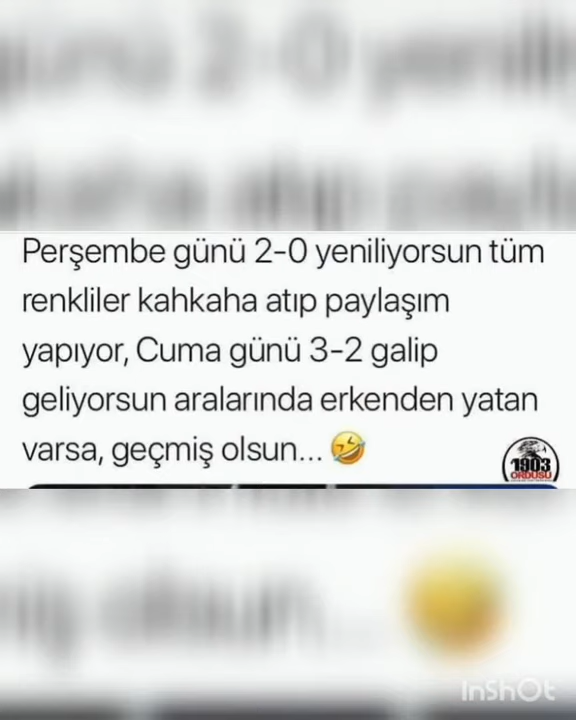 Perşembe günü 2-0 yeniliyorsun tüm
renkliler kahkaha atıp paylaşım
yapıyor, Cuma günü 3-2 galip
geliyorsun aralarında erkenden yatan
varsa, geçmiş olsun... 🤣
1903
ORDUSU
InShOt